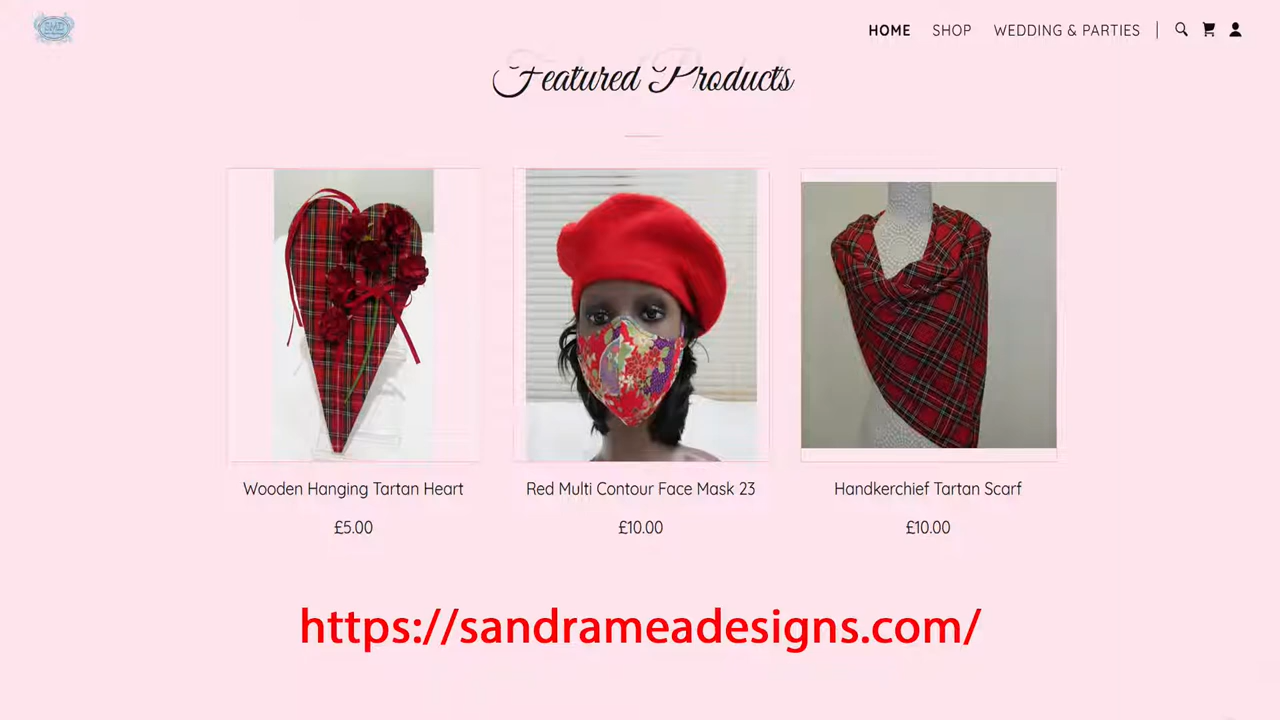 SMD
HOME SHOP WEDDING & PARTIES
Featured Products
Wooden Hanging Tartan Heart
£5.00
Red Multi Contour Face Mask 23
£10.00
Handkerchief Tartan Scarf
£10.00
https://sandrameadesigns.com/